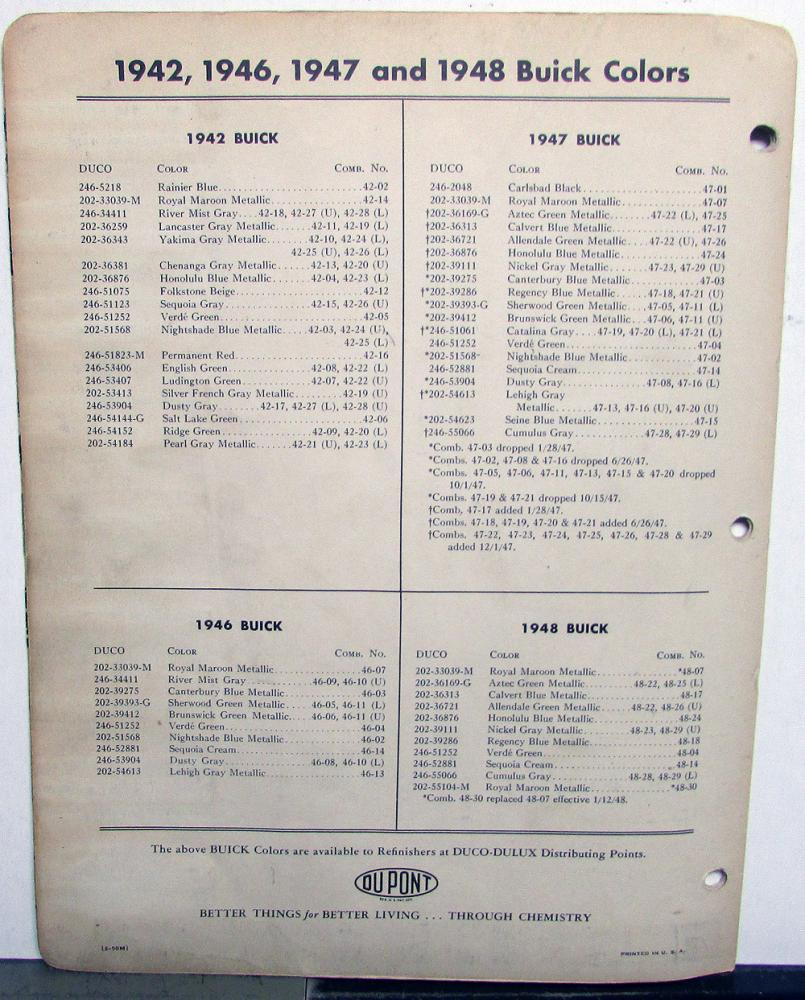 1942, 1946, 1947 and 1948 Buick Colors
1942 BUICK
DUCO COLOR COMB. No.
246-5218 Rainier Blue.......................42-02
202-33039-M Royal Maroon Metallic...............42-14
246-34411 River Mist Gray....42-18, 42-27 (U), 42-28 (L)
202-36259 Lancaster Gray Metallic.......42-11, 42-19 (L)
202-36343 Yakima Gray Metallic.......42-10, 42-24 (L),
42-25 (U), 42-26 (L)
202-36381 Chenanga Gray Metallic......42-13, 42-20 (U)
202-36876 Honolulu Blue Metallic......42-04, 42-23 (L)
246-51075 Folkstone Beige.....................42-12
246-51123 Sequoia Gray..............42-15, 42-26 (U)
246-51252 Verdé Green.......................42-05
202-51568 Nightshade Blue Metallic....42-03, 42-24 (U),
42-25 (L)
246-51823-M Permanent Red.....................42-16
246-53406 English Green.............42-08, 42-22 (L)
246-53407 Ludington Green...........42-07, 42-22 (U)
202-53413 Silver French Gray Metallic.......42-19 (U)
246-53904 Dusty Gray.......42-17, 42-27 (L), 42-28 (U)
246-54144-G Salt Lake Green.....................42-06
246-54152 Ridge Green...............42-09, 42-20 (L)
202-54184 Pearl Gray Metallic......42-21 (U), 42-23 (L)
1947 BUICK
DUCO COLOR COMB. No.
246-2048 Carlsbad Black.....................47-01
202-33039-M Royal Maroon Metallic...............47-07
†202-36169-G Aztec Green Metallic.......47-22 (L), 47-25
†202-36313 Calvert Blue Metallic...............47-17
†202-36721 Allendale Green Metallic....47-22 (U), 47-26
†202-36876 Honolulu Blue Metallic..............47-24
†202-39111 Nickel Gray Metallic......47-23, 47-29 (U)
*202-39275 Canterbury Blue Metallic............47-03
†*202-39286 Regency Blue Metallic.....47-18, 47-21 (U)
*202-39393-G Sherwood Green Metallic....47-05, 47-11 (L)
*202-39412 Brunswick Green Metallic...47-06, 47-11 (U)
†*246-51061 Catalina Gray....47-19, 47-20 (L), 47-21 (L)
246-51252 Verdé Green.......................47-04
*202-51568 Nightshade Blue Metallic............47-02
246-52881 Sequoia Cream.....................47-14
*246-53904 Dusty Gray................47-08, 47-16 (L)
†*202-54613 Lehigh Gray
Metallic.......47-13, 47-16 (U), 47-20 (U)
*202-54623 Seine Blue Metallic.................47-15
†246-55066 Cumulus Gray..............47-28, 47-29 (L)
*Comb. 47-03 dropped 1/28/47.
*Combs. 47-02, 47-08 & 47-16 dropped 6/26/47.
*Combs. 47-05, 47-06, 47-11, 47-13, 47-15 & 47-20 dropped
10/1/47.
*Combs. 47-19 & 47-21 dropped 10/15/47.
†Comb. 47-17 added 1/28/47.
†Combs. 47-18, 47-19, 47-20 & 47-21 added 6/26/47.
†Combs. 47-22, 47-23, 47-24, 47-25, 47-26, 47-28 & 47-29
added 12/1/47.
1946 BUICK
DUCO COLOR COMB. No.
202-33039-M Royal Maroon Metallic...............46-07
246-34411 River Mist Gray...........46-09, 46-10 (U)
202-39275 Canterbury Blue Metallic............46-03
202-39393-G Sherwood Green Metallic....46-05, 46-11 (L)
202-39412 Brunswick Green Metallic....46-06, 46-11 (U)
246-51252 Verdé Green.......................46-04
202-51568 Nightshade Blue Metallic............46-02
246-52881 Sequoia Cream.....................46-14
246-53904 Dusty Gray................46-08, 46-10 (L)
202-54613 Lehigh Gray Metallic................46-13
1948 BUICK
DUCO COLOR COMB. No.
202-33039-M Royal Maroon Metallic...............*48-07
202-36169-G Aztec Green Metallic......48-22, 48-25 (L)
202-36313 Calvert Blue Metallic...............48-17
202-36721 Allendale Green Metallic...48-22, 48-26 (U)
202-36876 Honolulu Blue Metallic..............48-24
202-39111 Nickel Gray Metallic......48-23, 48-29 (U)
202-39286 Regency Blue Metallic...............48-18
246-51252 Verdé Green.......................48-04
246-52881 Sequoia Cream.....................48-14
246-55066 Cumulus Gray..............48-28, 48-29 (L)
202-55104-M Royal Maroon Metallic...............*48-30
*Comb. 48-30 replaced 48-07 effective 1/12/48.
The above BUICK Colors are available to Refinishers at DUCO-DULUX Distributing Points.
DU PONT
BETTER THINGS for BETTER LIVING ... THROUGH CHEMISTRY
PRINTED IN U. S. A.